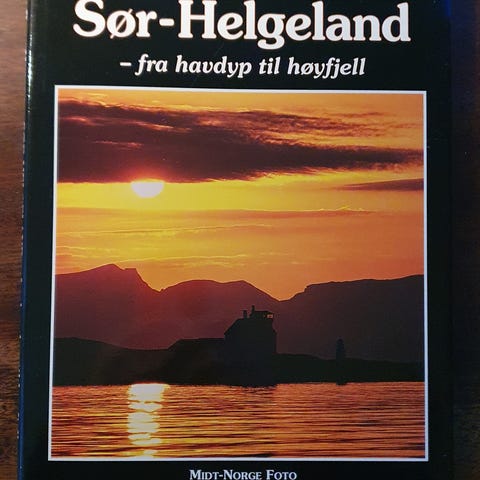 Sør-Helgeland
– fra havdyp til høyfjell
MIDT-NORGE FOTO